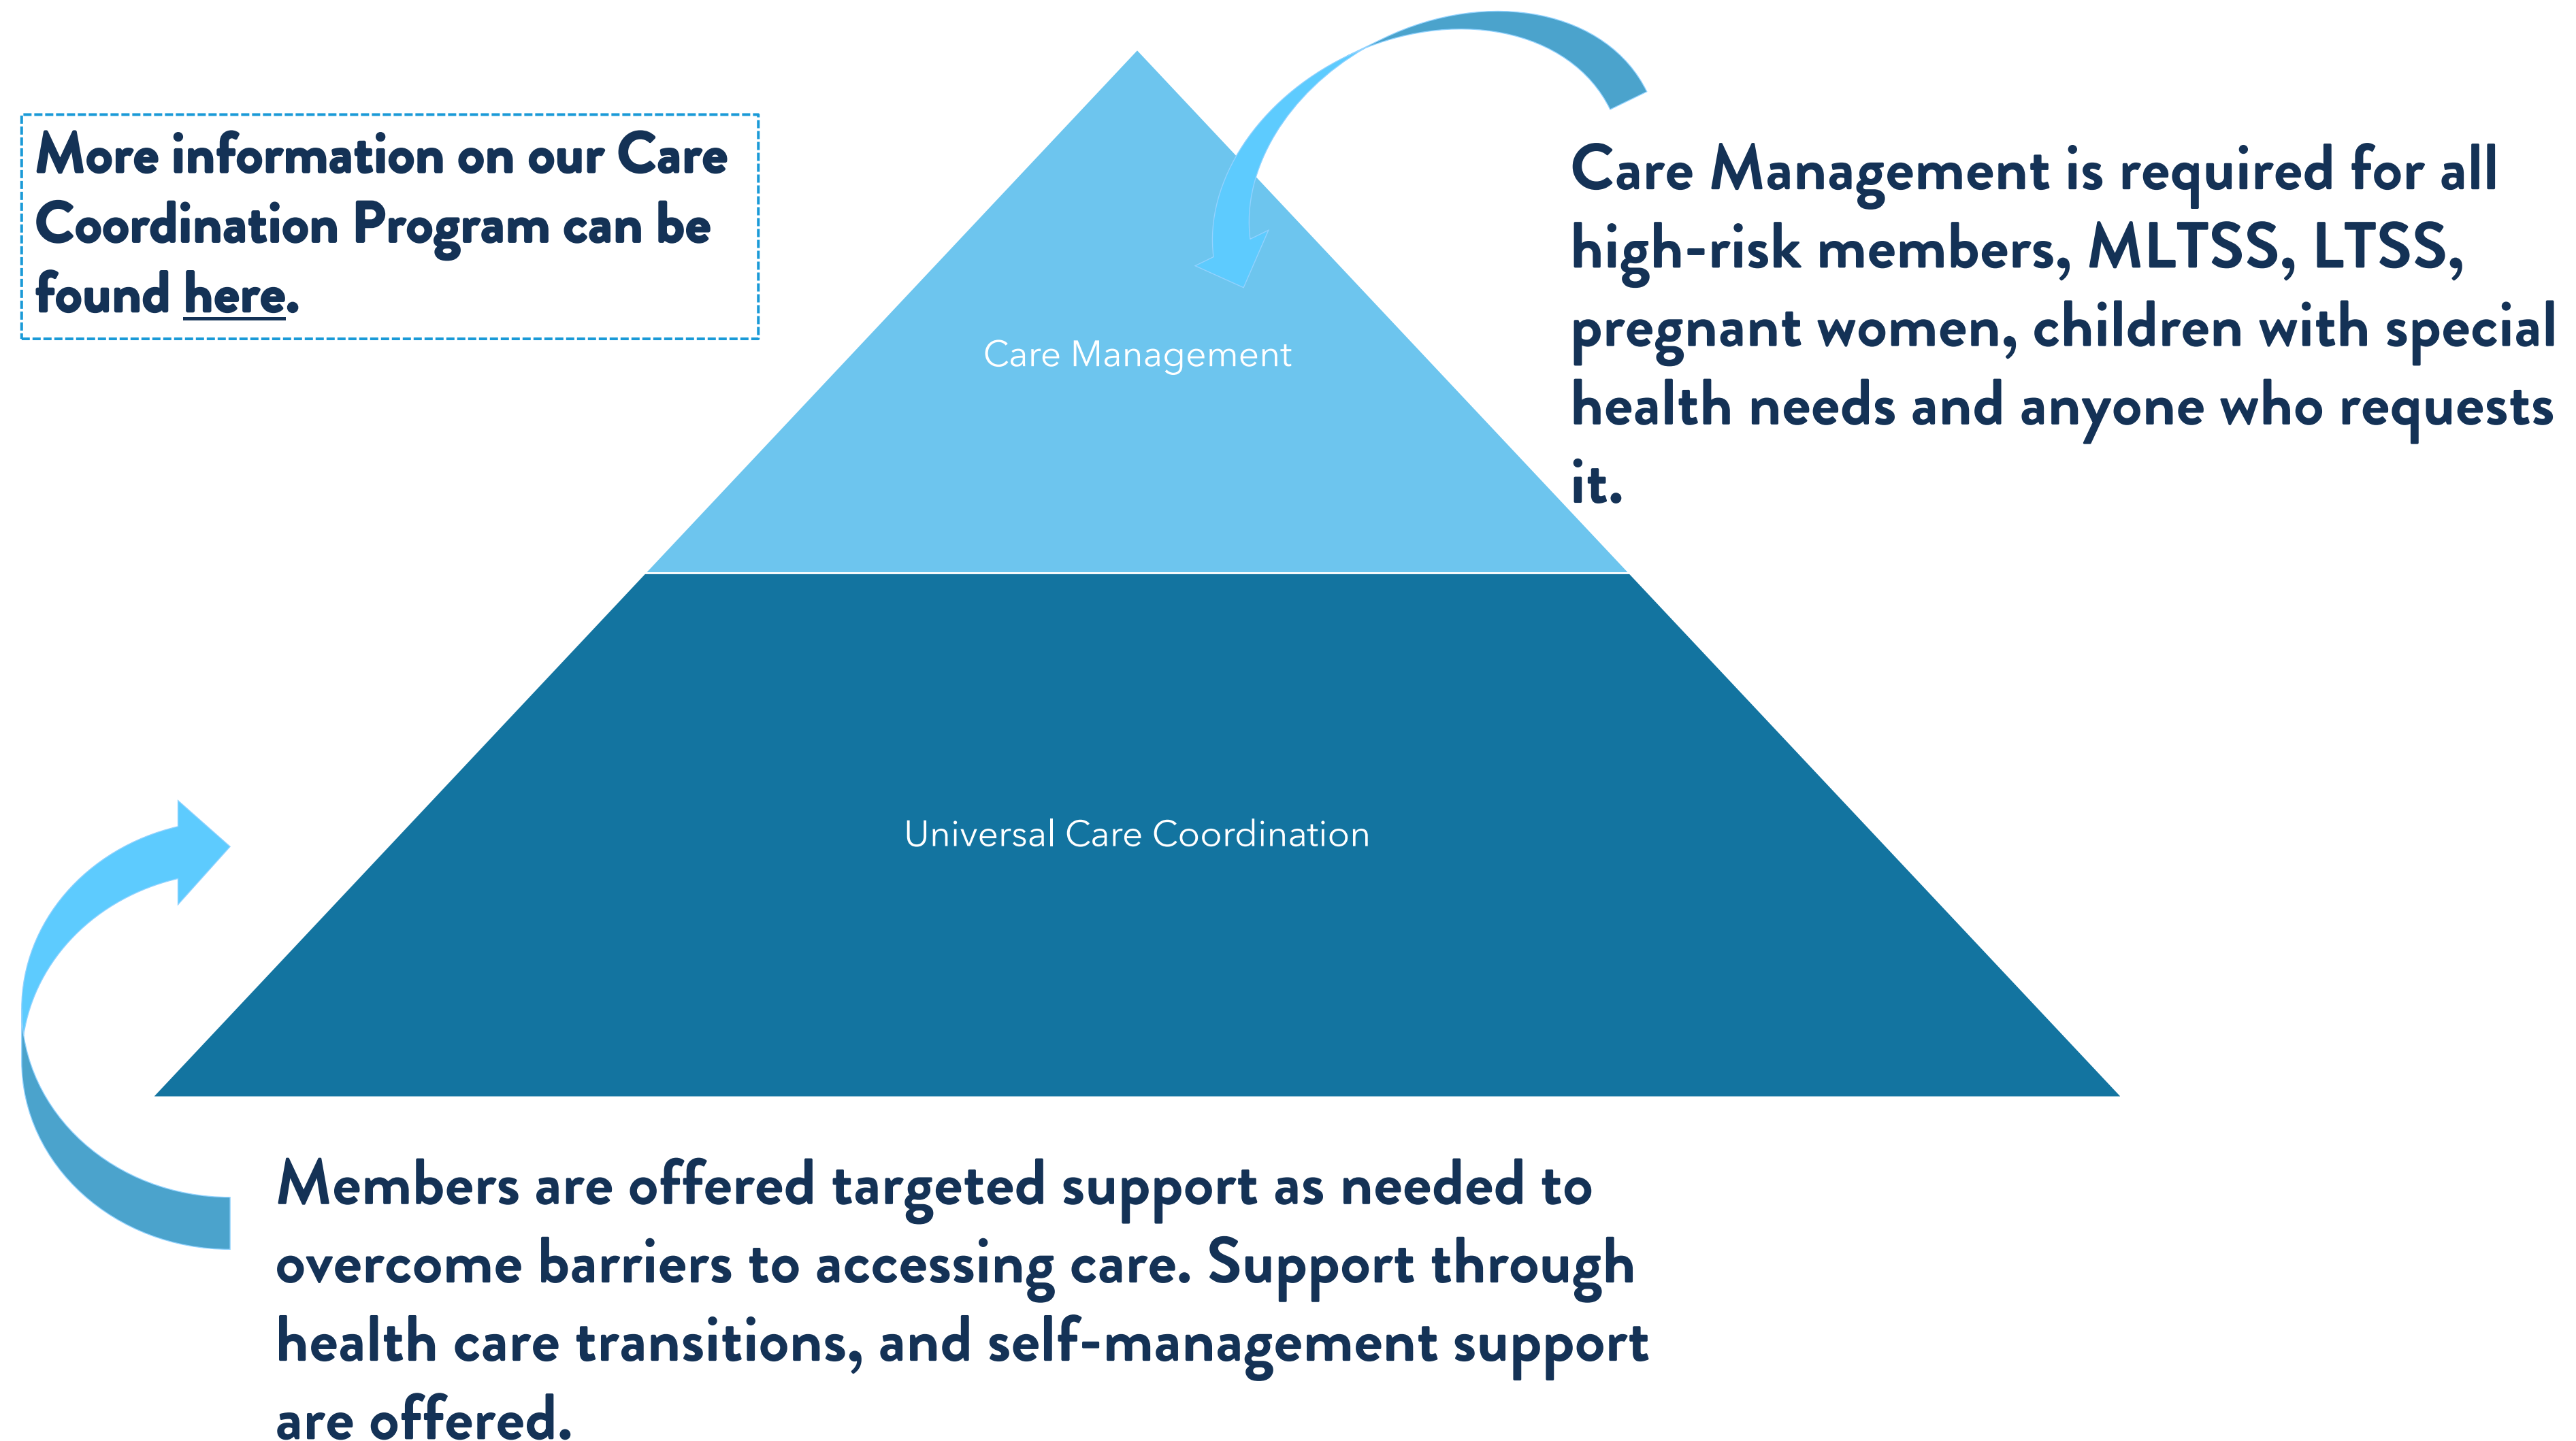 More information on our Care
Coordination Program can be
found here.
Care Management is required for all
high-risk members, MLTSS, LTSS,
pregnant women, children with special
health needs and anyone who requests
it.
Care Management
Universal Care Coordination
Members are offered targeted support as needed to
overcome barriers to accessing care. Support through
health care transitions, and self-management support
are offered.